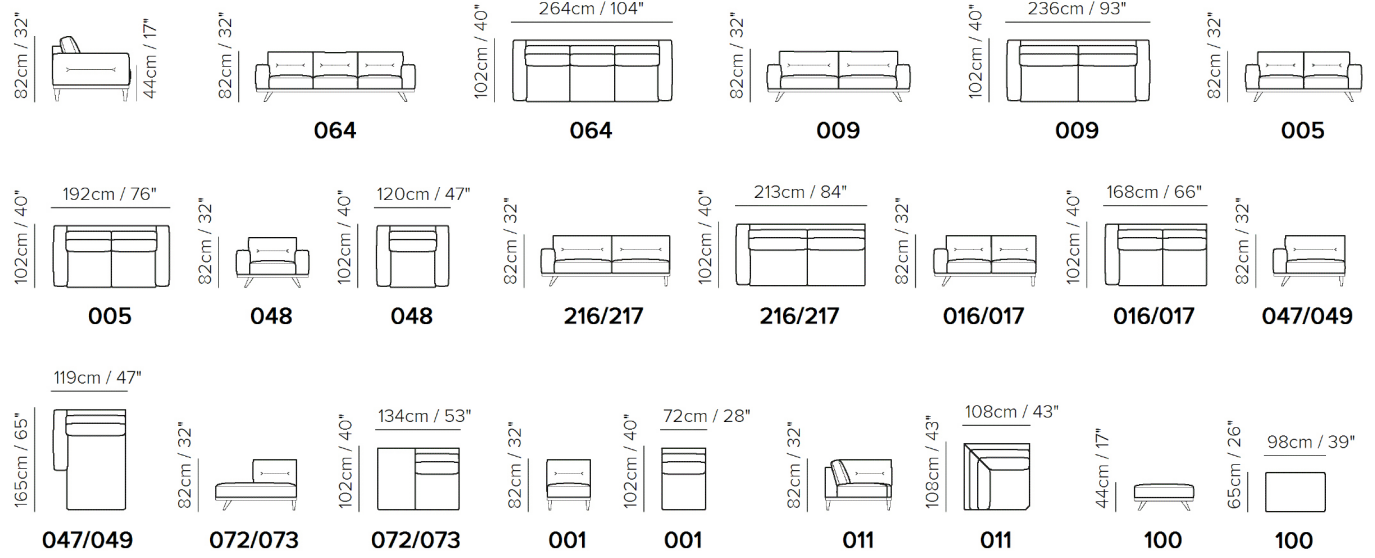 82cm / 32"
44cm / 17"
82cm / 32"
064
102cm / 40"
264cm / 104"
064
82cm / 32"
009
102cm / 40"
236cm / 93"
009
82cm / 32"
005
102cm / 40"
192cm / 76"
005
82cm / 32"
048
102cm / 40"
120cm / 47"
048
82cm / 32"
216/217
102cm / 40"
213cm / 84"
216/217
82cm / 32"
016/017
102cm / 40"
168cm / 66"
016/017
82cm / 32"
047/049
165cm / 65"
119cm / 47"
047/049
82cm / 32"
072/073
102cm / 40"
134cm / 53"
072/073
82cm / 32"
001
102cm / 40"
72cm / 28"
001
82cm / 32"
011
108cm / 43"
108cm / 43"
011
44cm / 17"
100
65cm / 26"
98cm / 39"
100